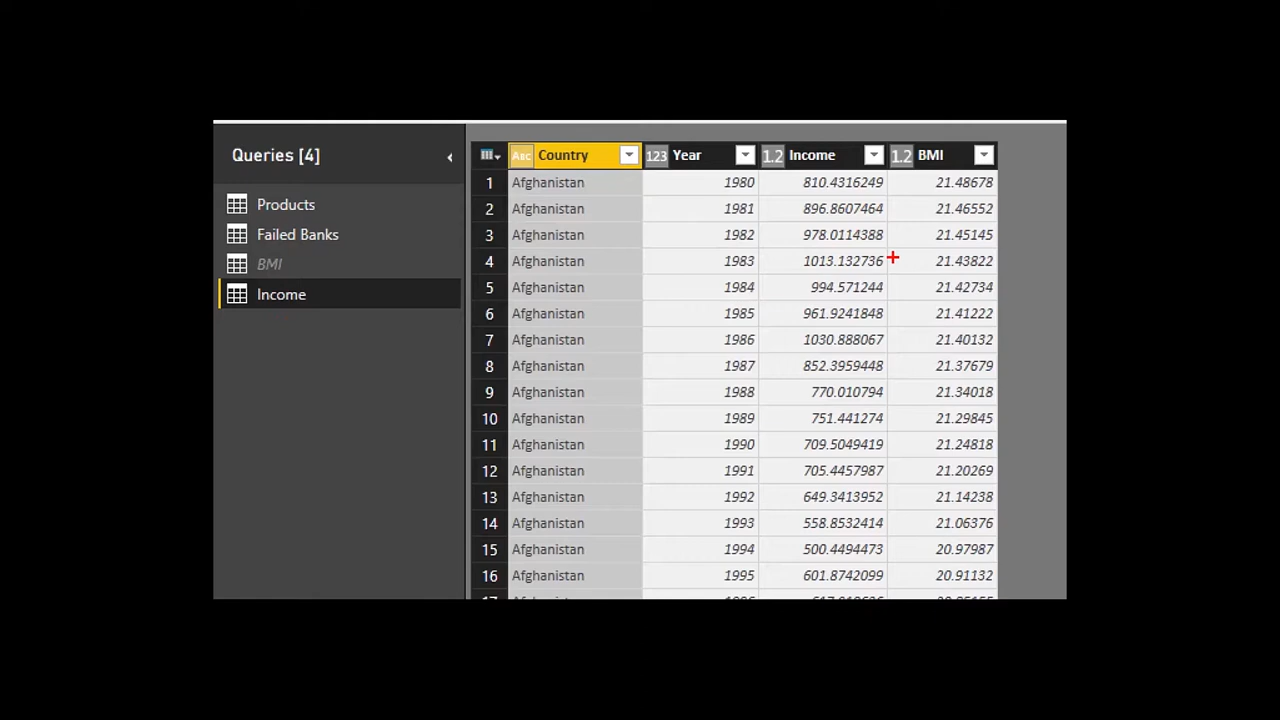 Queries [4]
Products
Failed Banks
BMI
Income
ABC Country 123 Year 1.2 Income 1.2 BMI
1 Afghanistan 1980 810.4316249 21.48678
2 Afghanistan 1981 896.8607464 21.46552
3 Afghanistan 1982 978.0114388 21.45145
4 Afghanistan 1983 1013.132736 21.43822
5 Afghanistan 1984 994.571244 21.42734
6 Afghanistan 1985 961.9241848 21.41222
7 Afghanistan 1986 1030.888067 21.40132
8 Afghanistan 1987 852.3959448 21.37679
9 Afghanistan 1988 770.010794 21.34018
10 Afghanistan 1989 751.441274 21.29845
11 Afghanistan 1990 709.5049419 21.24818
12 Afghanistan 1991 705.4457987 21.20269
13 Afghanistan 1992 649.3413952 21.14238
14 Afghanistan 1993 558.8532414 21.06376
15 Afghanistan 1994 500.4494473 20.97987
16 Afghanistan 1995 601.8742099 20.91132